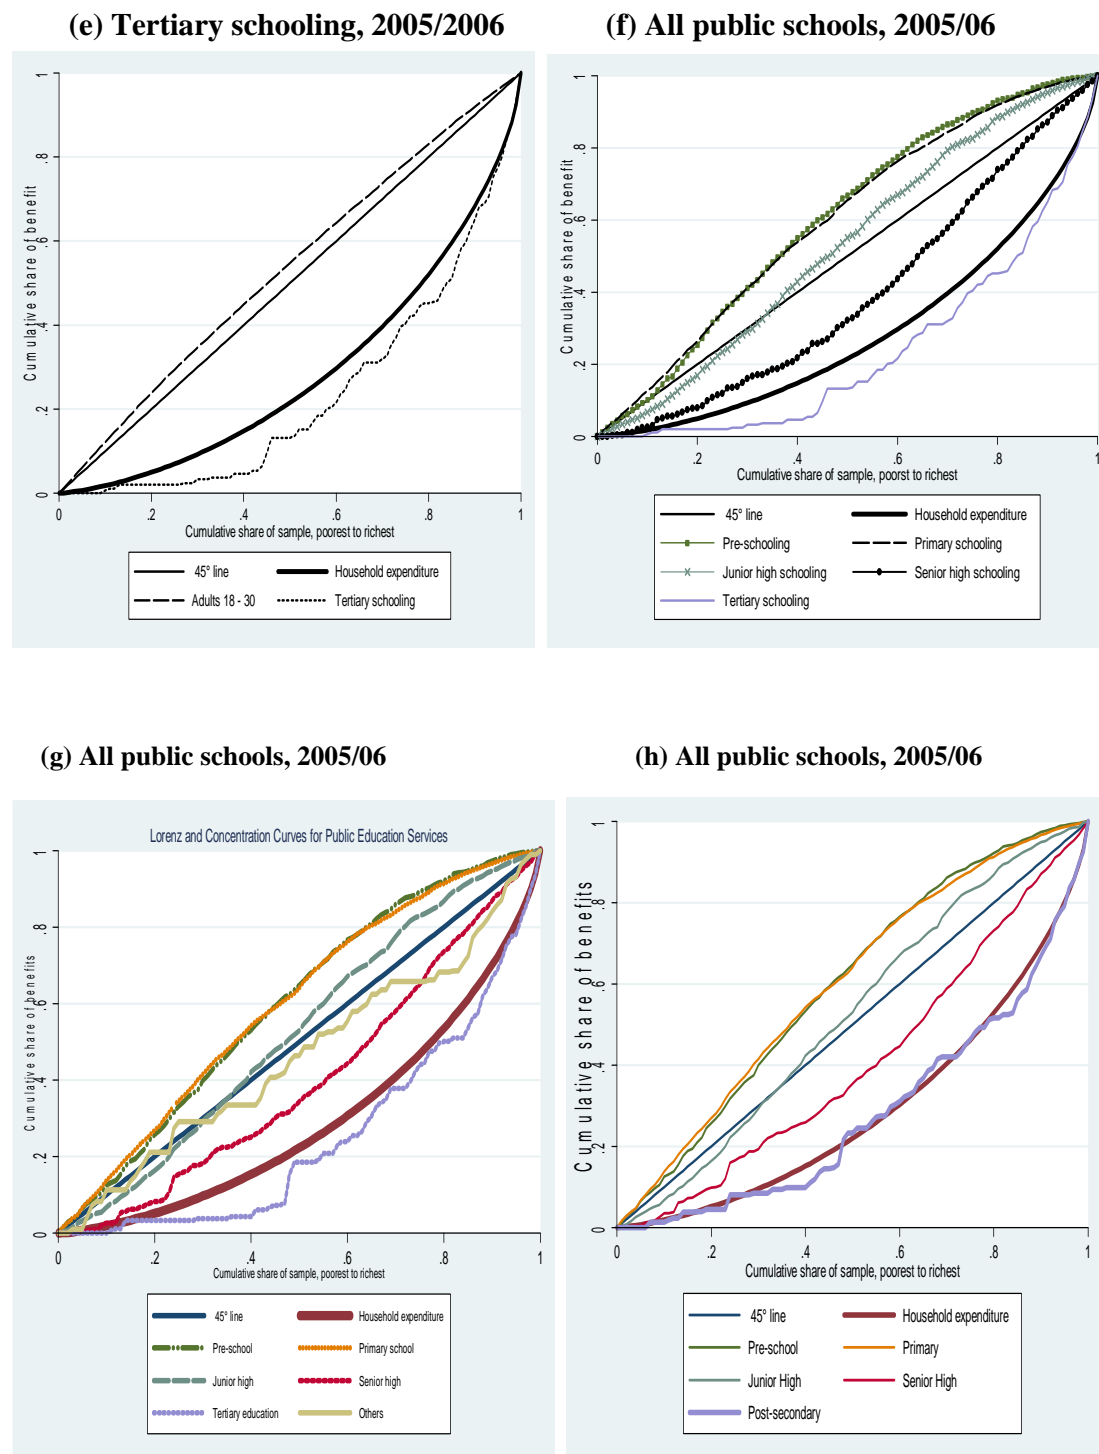 (e) Tertiary schooling, 2005/2006
Cumulative share of benefit
0 .2 .4 .6 .8 1
0 .2 .4 .6 .8 1
Cumulative share of sample, poorest to richest
45° line Household expenditure
Adults 18 - 30 Tertiary schooling
(f) All public schools, 2005/06
Cumulative share of benefit
0 .2 .4 .6 .8 1
0 .2 .4 .6 .8 1
Cumulative share of sample, poorest to richest
45° line Household expenditure
Pre-schooling Primary schooling
Junior high schooling Senior high schooling
Tertiary schooling
(g) All public schools, 2005/06
Lorenz and Concentration Curves for Public Education Services
Cumulative share of benefits
0 .2 .4 .6 .8 1
0 .2 .4 .6 .8 1
Cumulative share of sample, poorest to richest
45° line Household expenditure
Pre-school Primary school
Junior high Senior high
Tertiary education Others
(h) All public schools, 2005/06
Cumulative share of benefits
0 .2 .4 .6 .8 1
0 .2 .4 .6 .8 1
Cumulative share of sample, poorest to richest
45° line Household expenditure
Pre-school Primary
Junior High Senior High
Post-secondary